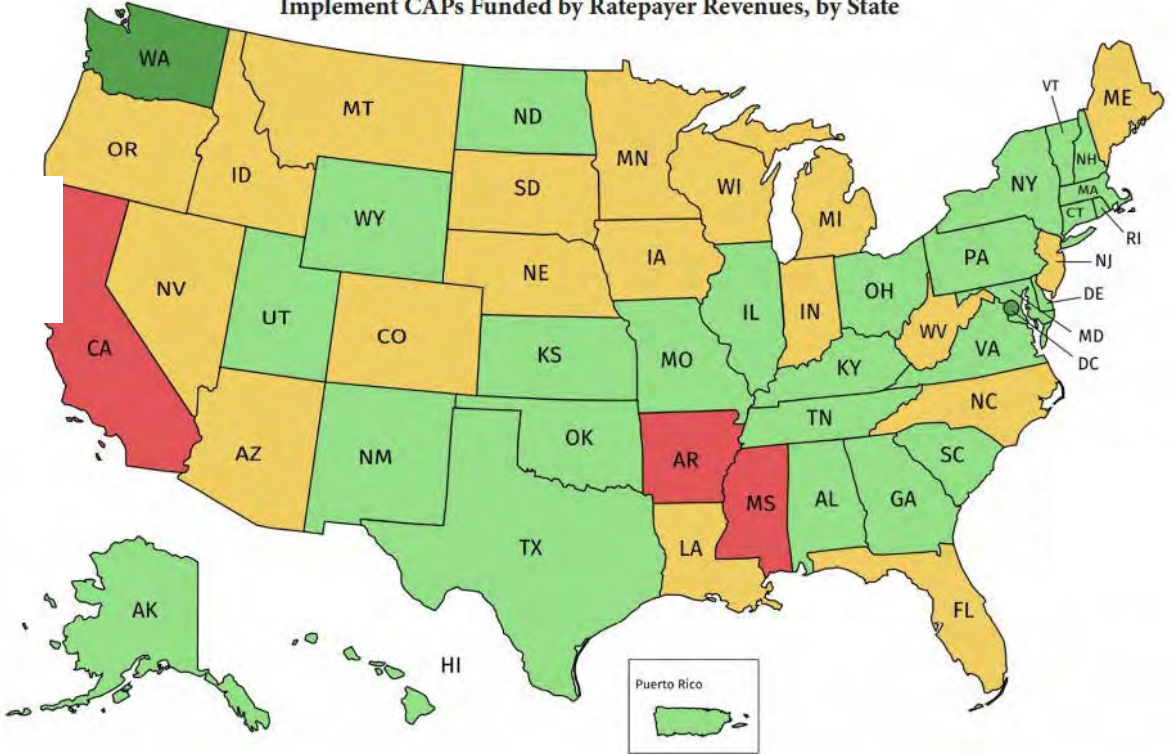 Implement CAPs Funded by Ratepayer Revenues, by State
WA
MT
ND
MN
VT
ME
OR
ID
SD
WI
MI
NY
NH
MA
CT
RI
WY
IA
PA
NJ
NV
UT
NE
IL
IN
OH
DE
CO
WV
MD
CA
KS
MO
KY
VA
DC
AZ
NM
OK
AR
TN
NC
SC
MS
AL
GA
TX
LA
FL
AK
HI
Puerto Rico